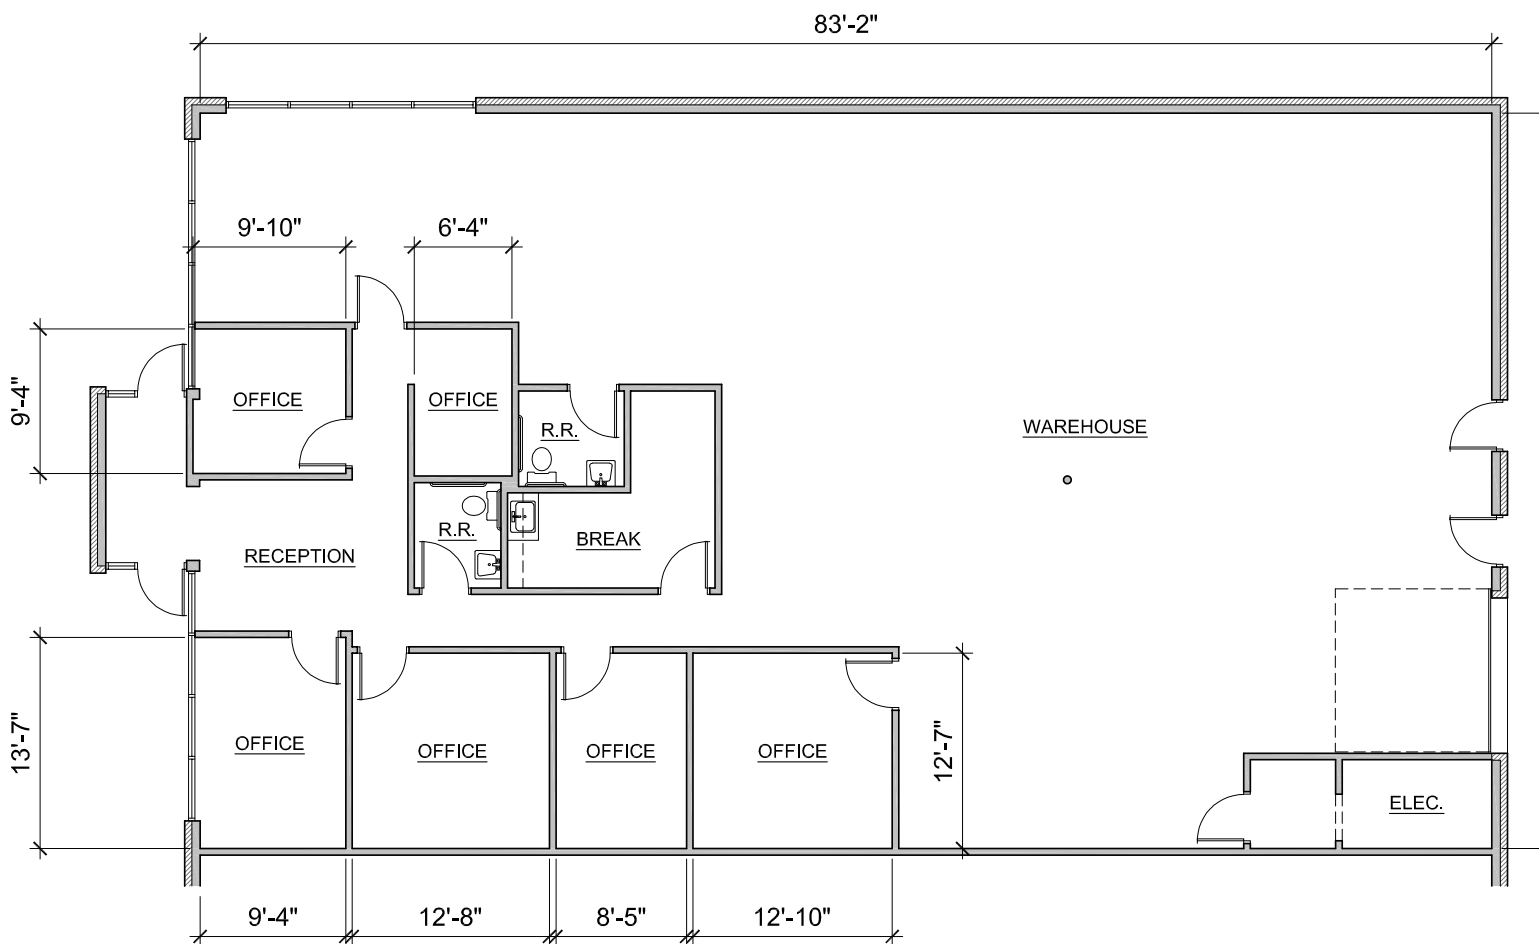 83'-2"
9'-10"
6'-4"
9'-4"
OFFICE
OFFICE
R.R.
WAREHOUSE
R.R.
BREAK
RECEPTION
13'-7"
OFFICE
OFFICE
OFFICE
OFFICE
12'-7"
ELEC.
9'-4"
12'-8"
8'-5"
12'-10"